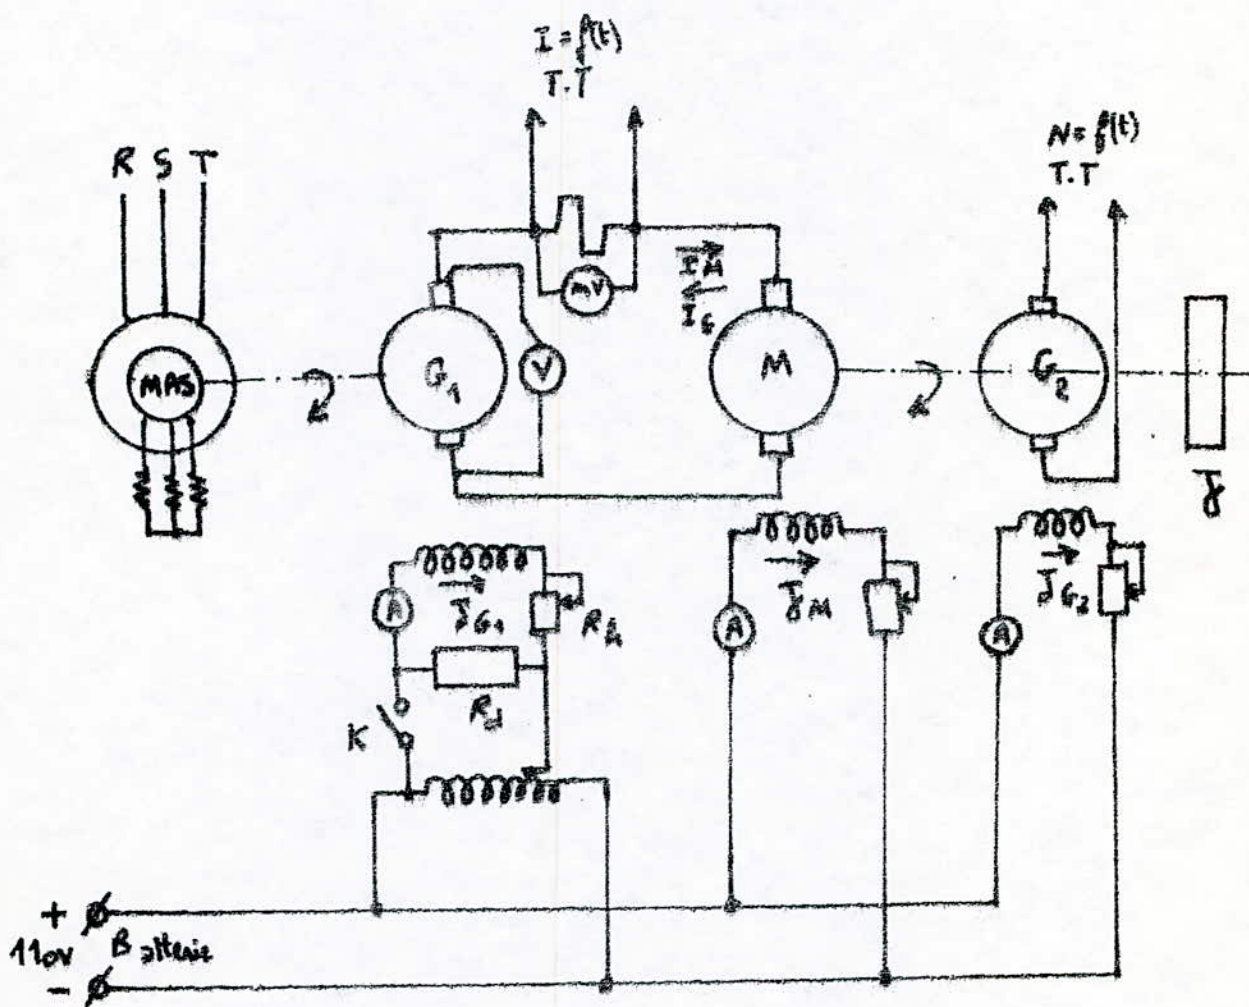 I = f(t)
T.T
N = f(t)
T.T
R S T
MAS
G1
V
mV
IM
IG
M
G2
J
A
JG1
Rh
Rd
K
A
JM
A
JG2
+
110V Batterie
-